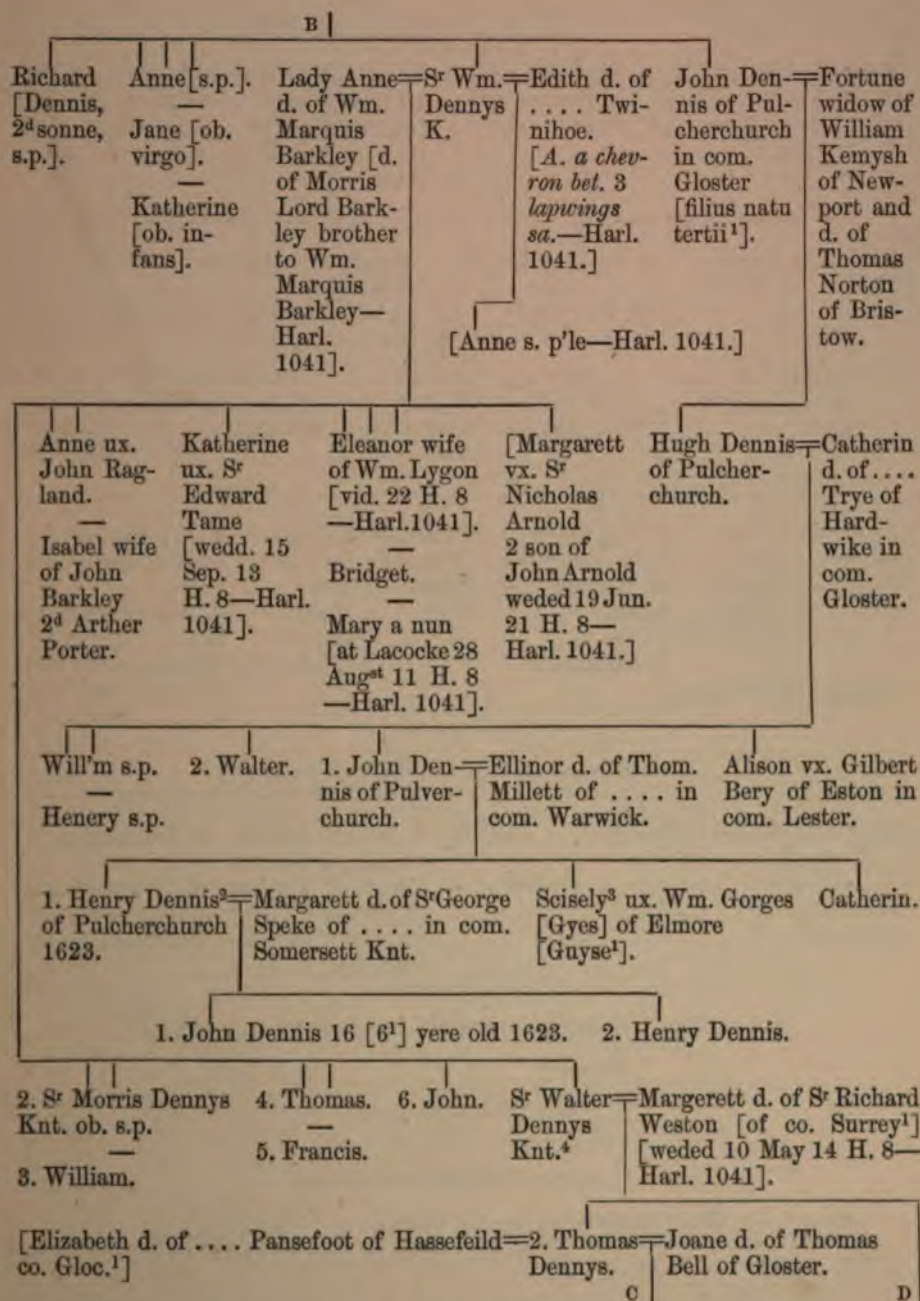 B
Richard
[Dennis,
2d sonne,
s.p.].
Anne [s.p.].
—
Jane [ob.
virgo].
—
Katherine
[ob. in-
fans].
Lady Anne
d. of Wm.
Marquis
Barkley [d.
of Morris
Lord Bark-
ley brother
to Wm.
Marquis
Barkley—
Harl.
1041].
Sr Wm.
Dennys
K.
Edith d. of
.... Twi-
nihoe.
[A. a chev-
ron bet. 3
lapwings
sa.—Harl.
1041.]
John Den-
nis of Pul-
cherchurch
in com.
Gloster
[filius natu
tertii1].
Fortune
widow of
William
Kemysh
of New-
port and
d. of
Thomas
Norton
of Bris-
tow.
[Anne s. p'le—Harl. 1041.]
Anne ux.
John Rag-
land.
—
Isabel wife
of John
Barkley
2d Arther
Porter.
Katherine
ux. Sr
Edward
Tame
[wedd. 15
Sep. 13
H. 8—Harl.
1041].
Eleanor wife
of Wm. Lygon
[vid. 22 H. 8
—Harl. 1041].
—
Bridget.
—
Mary a nun
[at Lacocke 28
Augst 11 H. 8
—Harl. 1041].
[Margarett
vx. Sr
Nicholas
Arnold
2 son of
John Arnold
weded 19 Jun.
21 H. 8—
Harl. 1041.]
Hugh Dennis
of Pulcher-
church.
Catherin
d. of ....
Trye of
Hard-
wike in
com.
Gloster.
Will'm s.p.
—
Henery s.p.
2. Walter.
1. John Den-
nis of Pulver-
church.
Ellinor d. of Thom.
Millett of .... in
com. Warwick.
Alison vx. Gilbert
Bery of Eston in
com. Lester.
1. Henry Dennis2
of Pulcherchurch
1623.
Margarett d. of Sr George
Speke of .... in com.
Somersett Knt.
Scisely3 ux. Wm. Gorges
[Gyes] of Elmore
[Guyse1].
Catherin.
1. John Dennis 16 [61] yere old 1623. 2. Henry Dennis.
2. Sr Morris Dennys
Knt. ob. s.p.
—
3. William.
4. Thomas.
—
5. Francis.
6. John.
Sr Walter
Dennys
Knt.4
Margerett d. of Sr Richard
Weston [of co. Surrey1]
[weded 10 May 14 H. 8—
Harl. 1041].
[Elizabeth d. of .... Pansefoot of Hassefeild
co. Gloc.1]
2. Thomas
Dennys.
Joane d. of Thomas
Bell of Gloster.
C
D